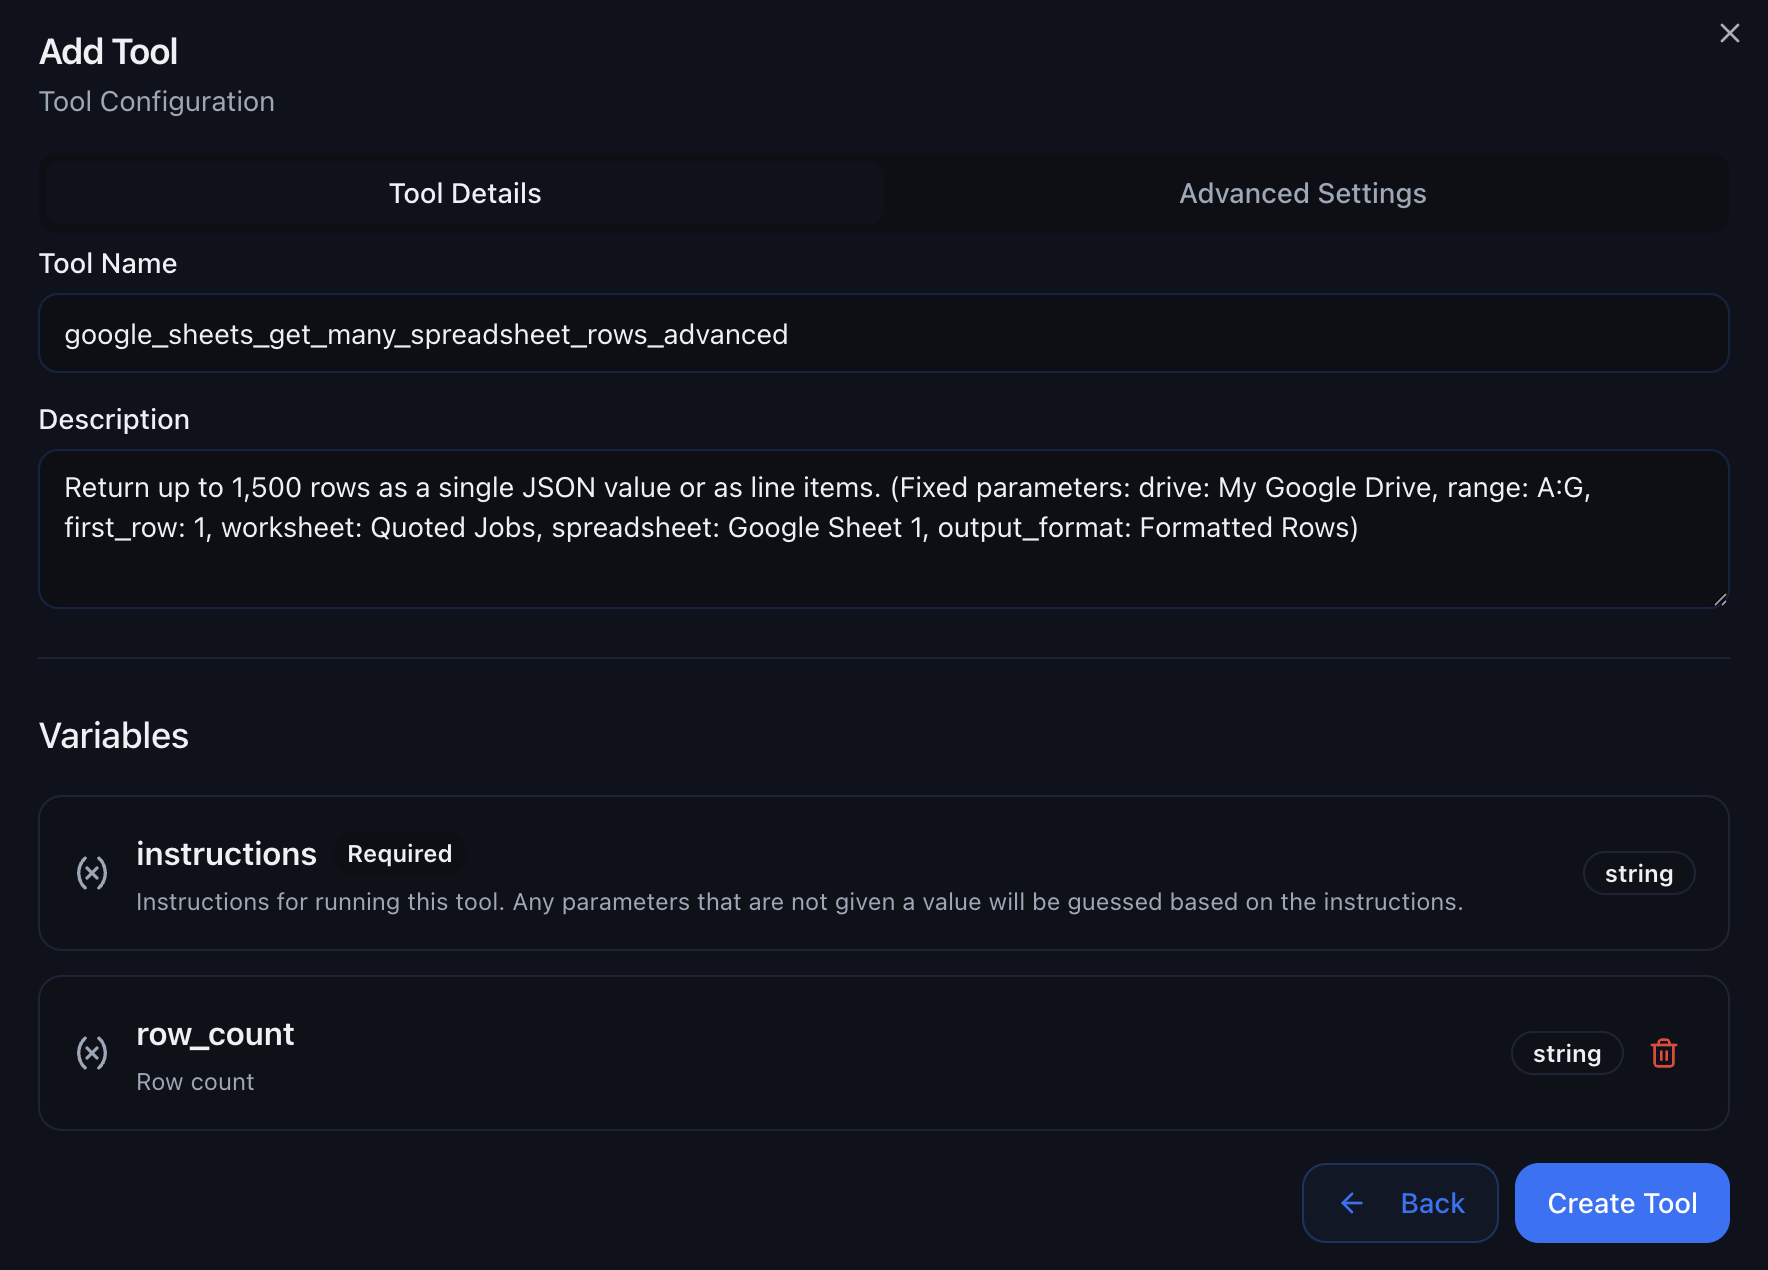 Add Tool
Tool Configuration
Tool Details
Advanced Settings
Tool Name
google_sheets_get_many_spreadsheet_rows_advanced
Description
Return up to 1,500 rows as a single JSON value or as line items. (Fixed parameters: drive: My Google Drive, range: A:G,
first_row: 1, worksheet: Quoted Jobs, spreadsheet: Google Sheet 1, output_format: Formatted Rows)
Variables
instructions Required
Instructions for running this tool. Any parameters that are not given a value will be guessed based on the instructions.
string
row_count
Row count
string
Back
Create Tool